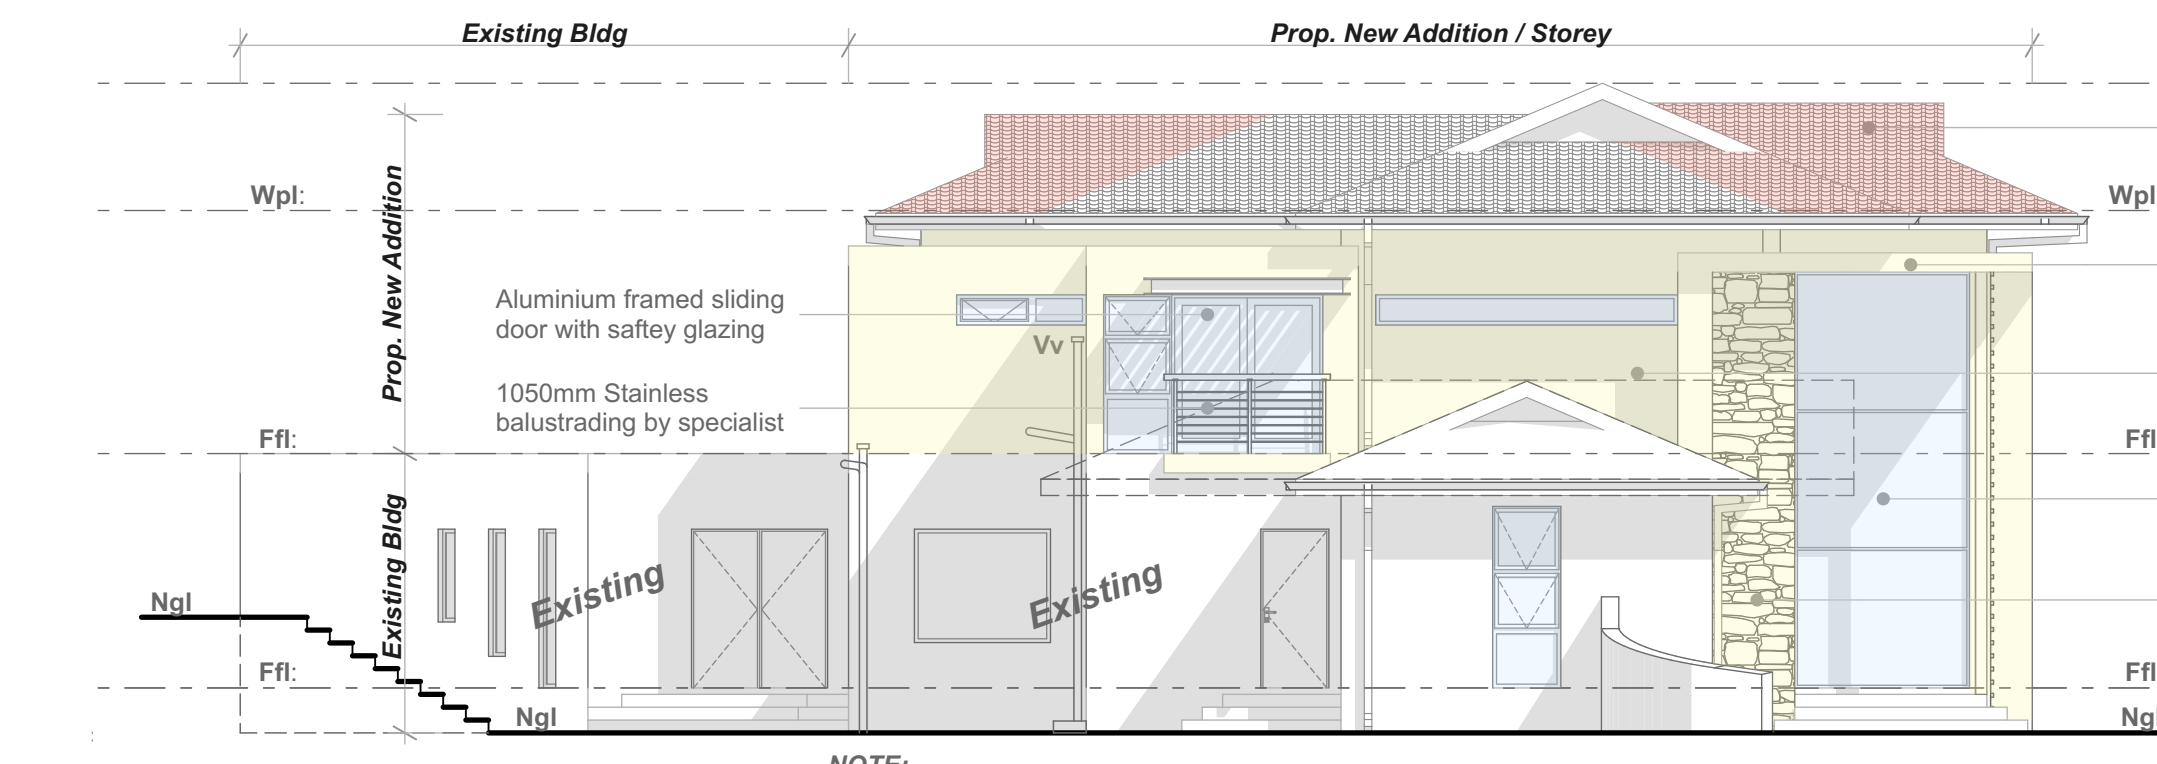 Existing Bldg
Prop. New Addition / Storey
Wpl:
Wpl
Prop. New Addition
Aluminium framed sliding
door with saftey glazing
Vv
1050mm Stainless
balustrading by specialist
Ffl:
Ffl
Existing Bldg
Existing
Existing
Ngl
Ffl:
Ffl
Ngl
Ngl
NOTE: